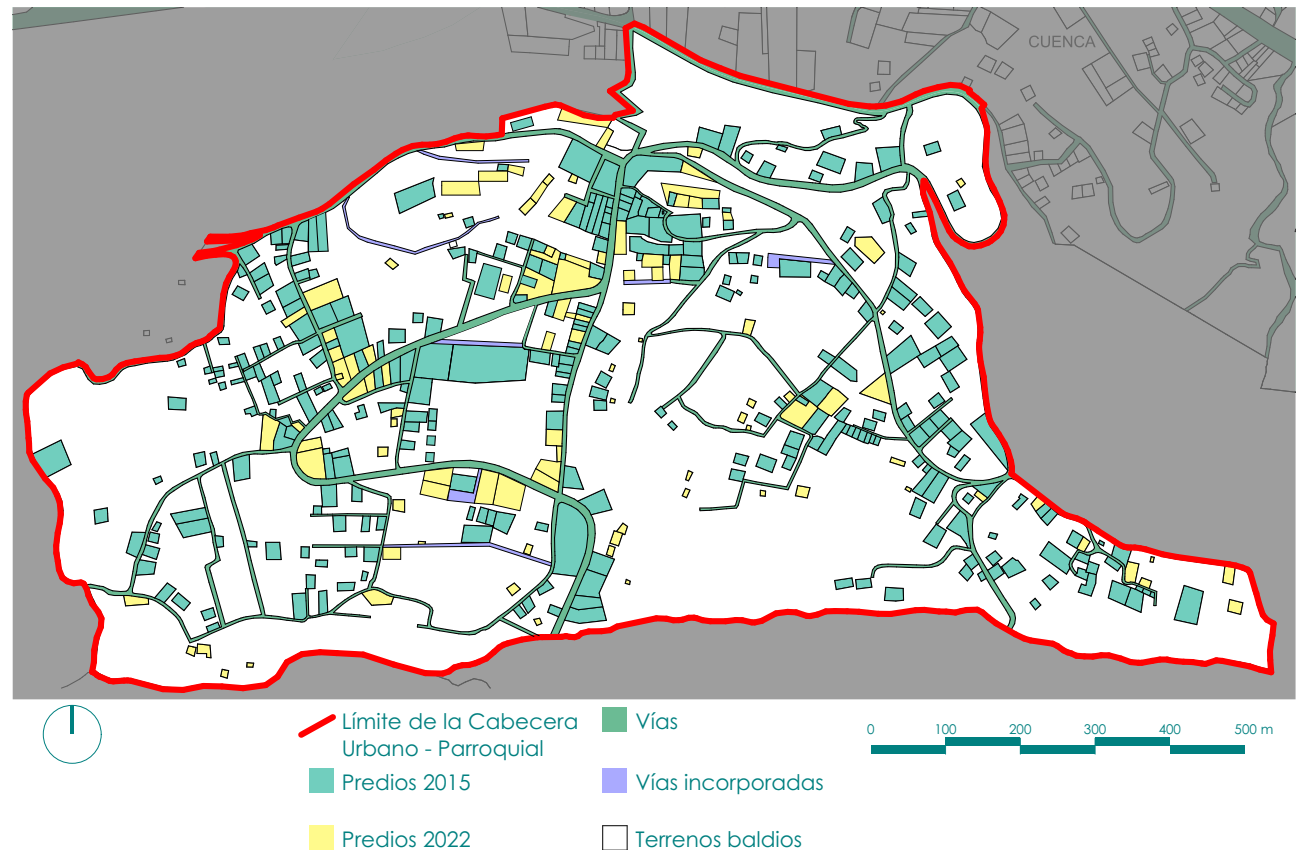 CUENCA
Límite de la Cabecera
Urbano - Parroquial
Predios 2015
Predios 2022
Vías
Vías incorporadas
Terrenos baldios
0 100 200 300 400 500 m